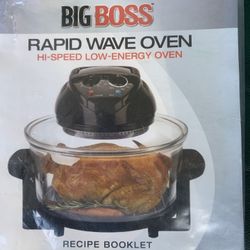 BIG BOSS
RAPID WAVE OVEN
HI-SPEED LOW-ENERGY OVEN
RECIPE BOOKLET